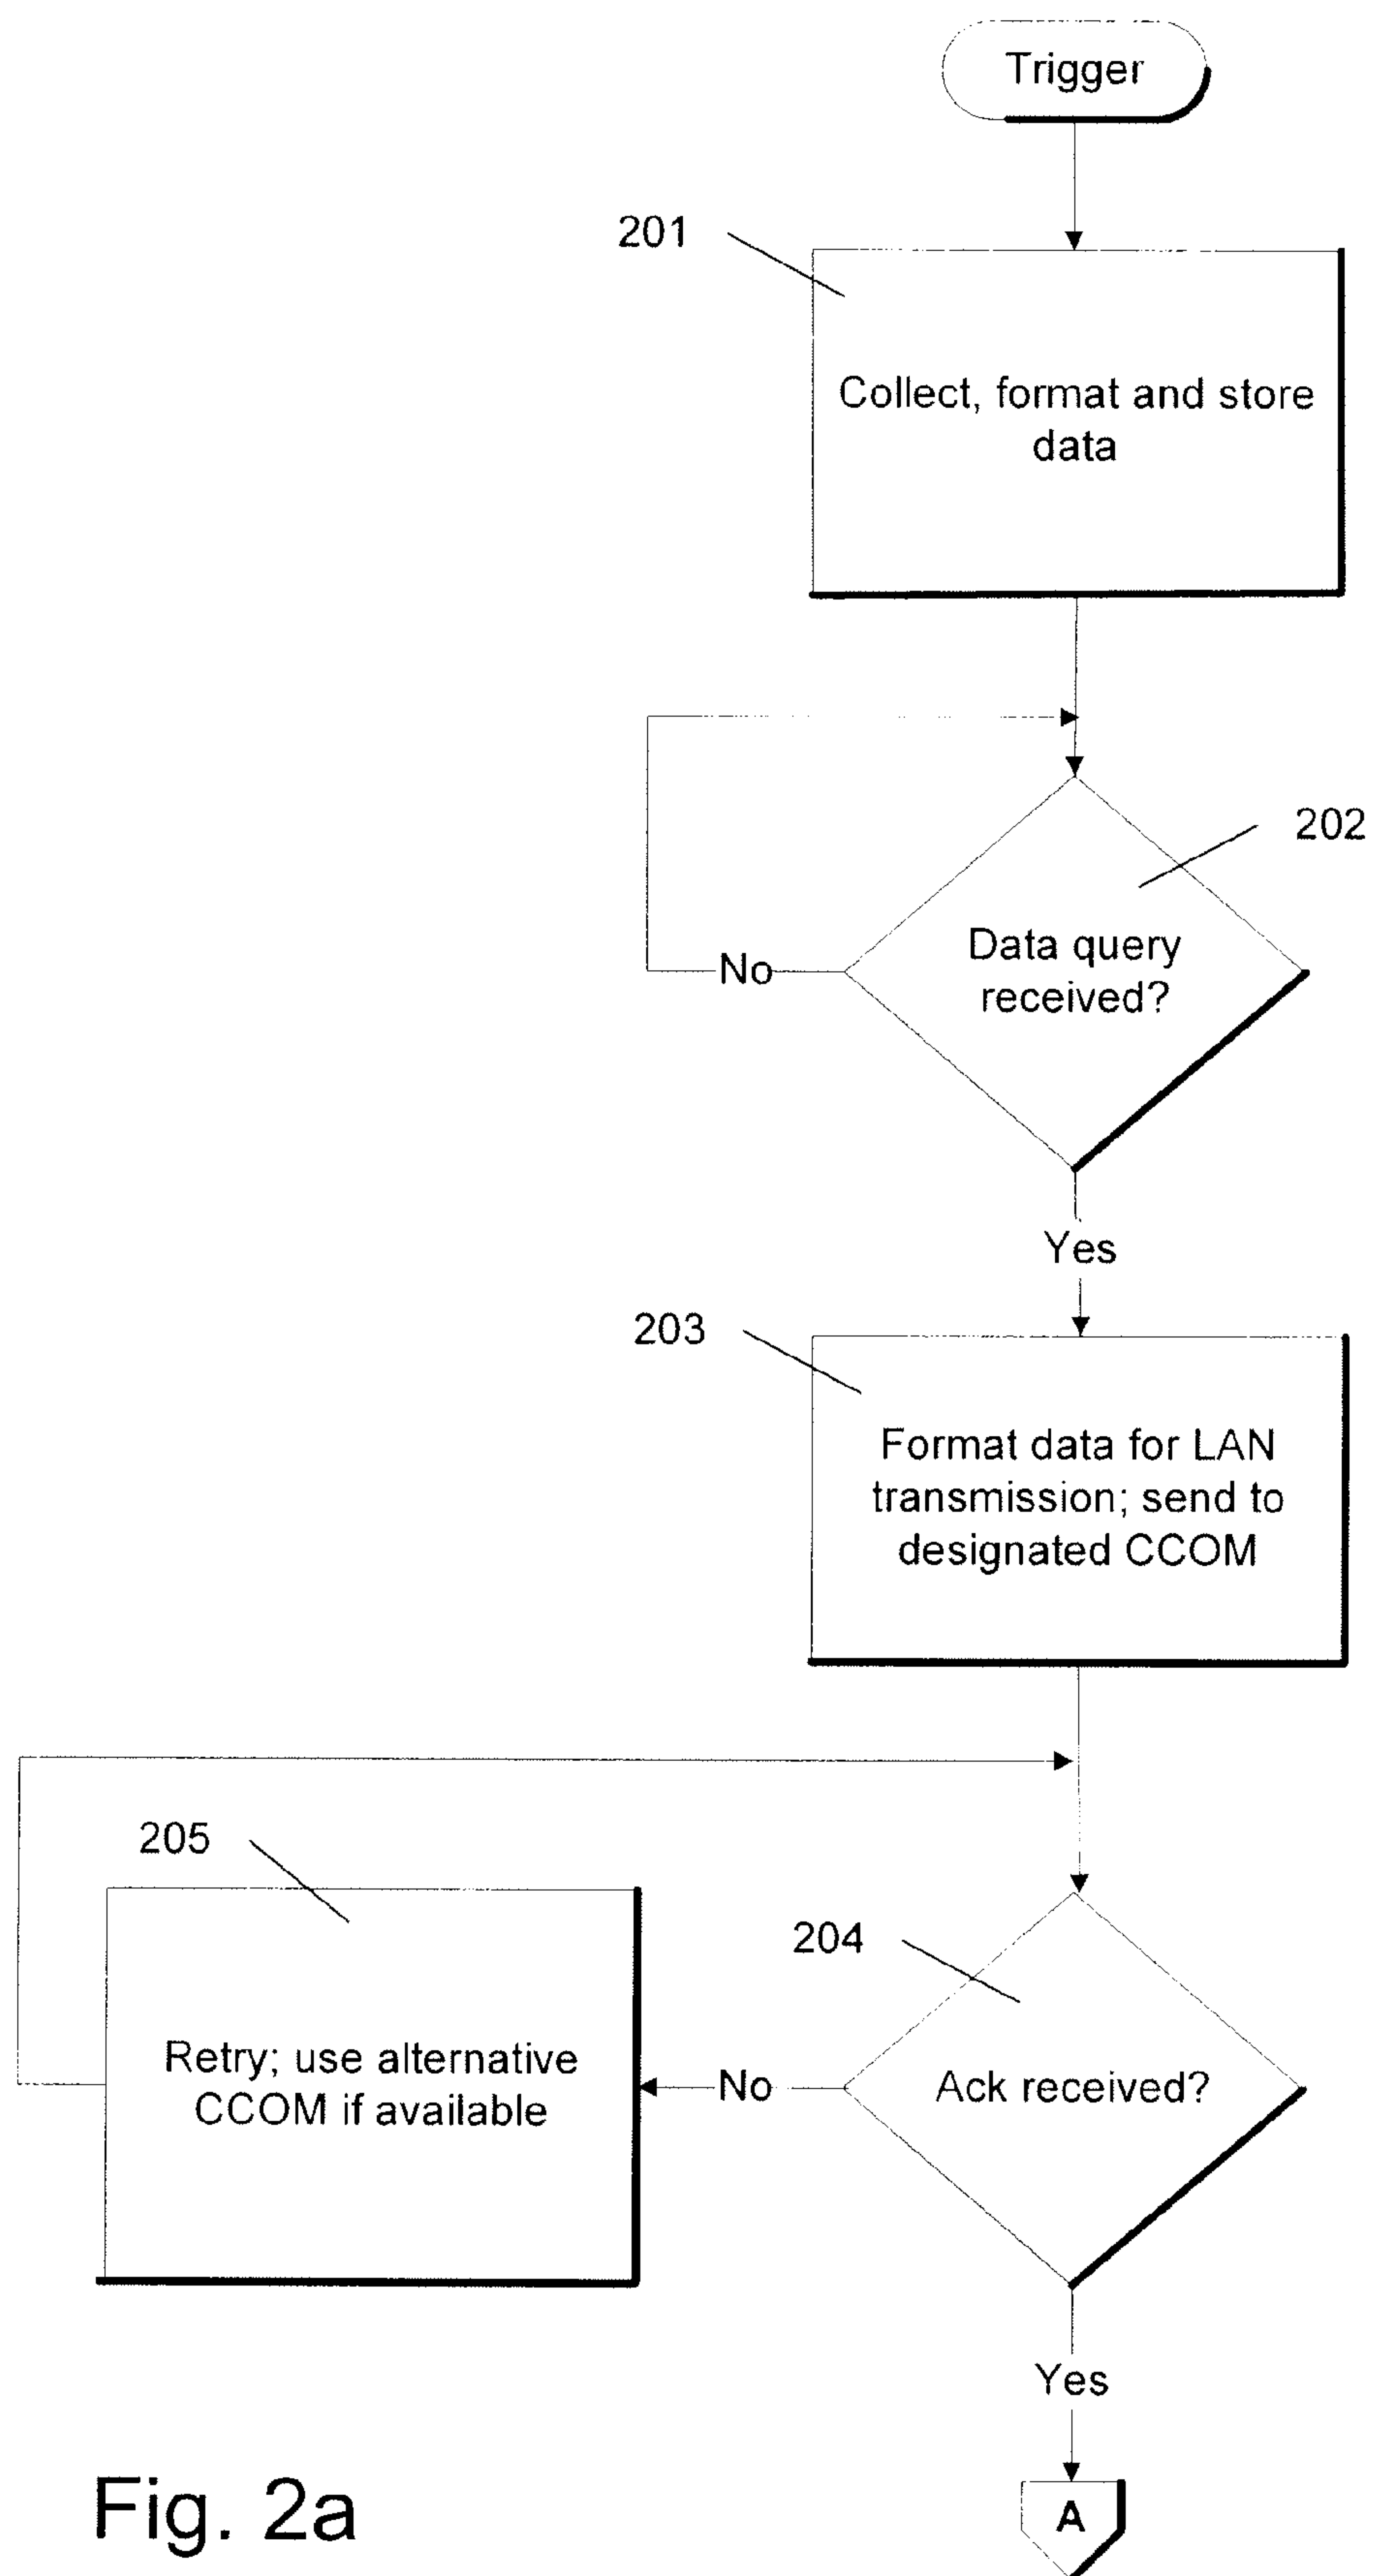 Trigger
201
Collect, format and store
data
202
Data query
received?
No
Yes
203
Format data for LAN
transmission; send to
designated CCOM
205
204
Retry; use alternative
CCOM if available
No
Ack received?
Yes
A
Fig. 2a